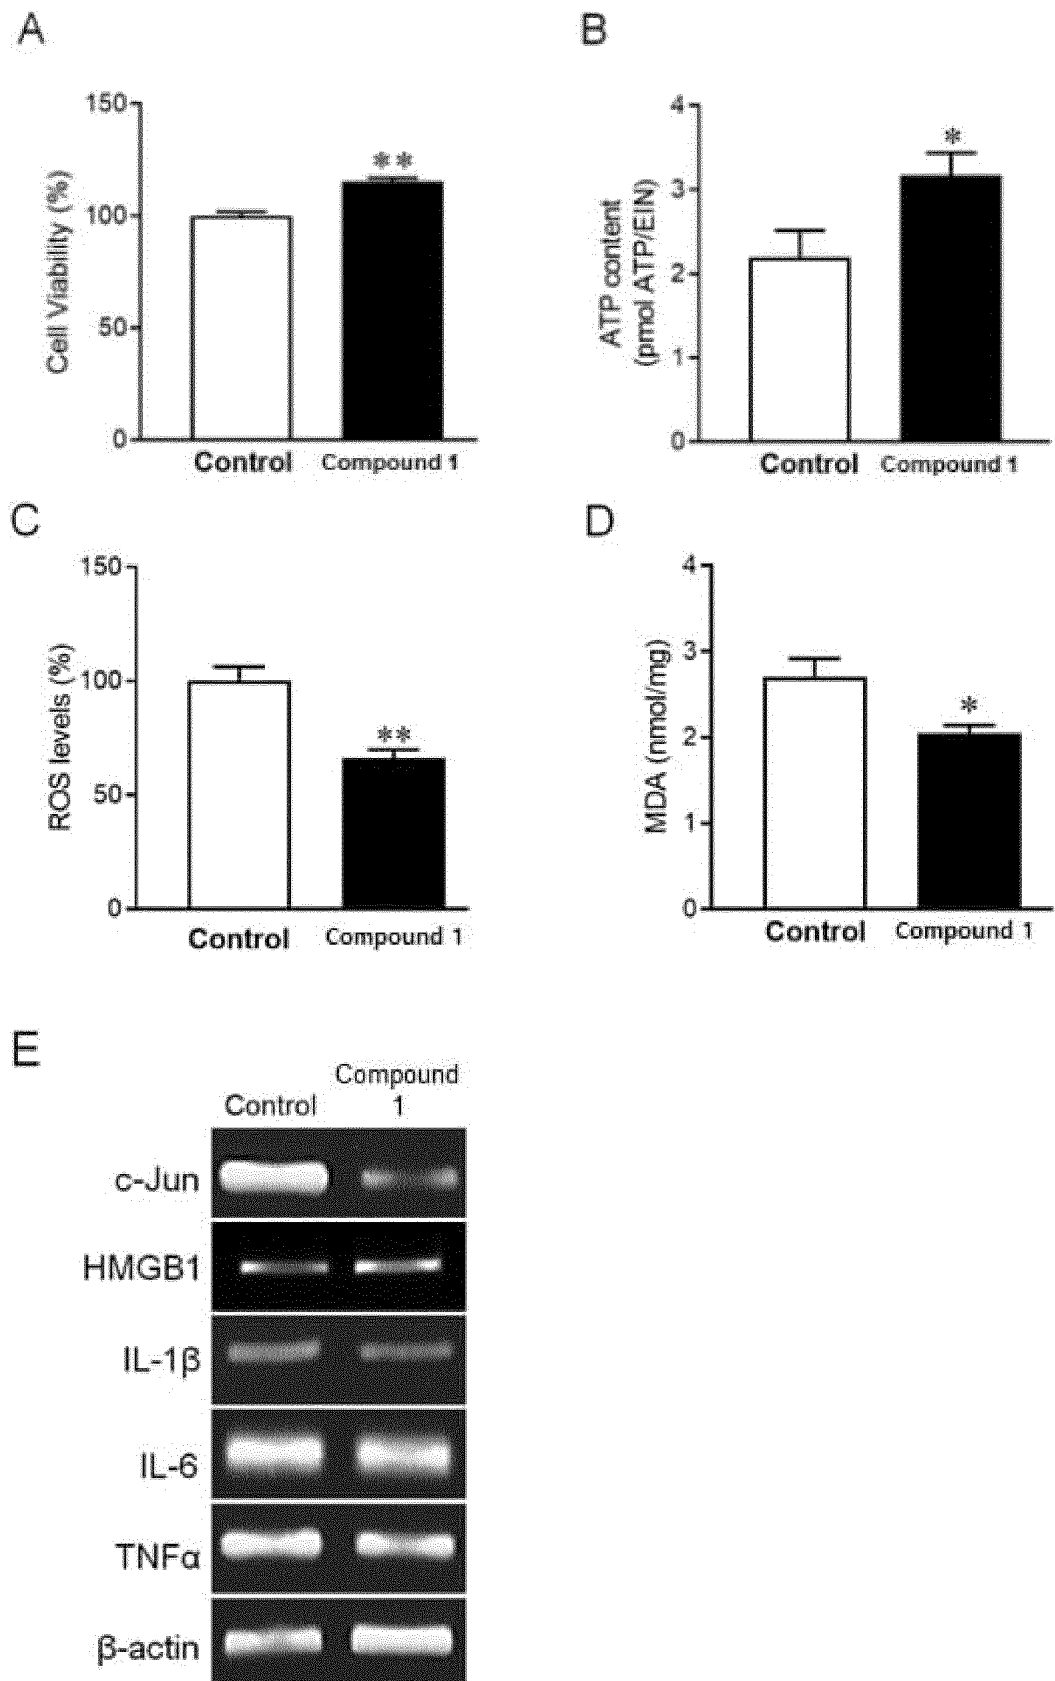 A
150
100
50
0
Cell Viability (%)
**
Control Compound 1
B
4
3
2
1
0
ATP content
(pmol ATP/EIN)
*
Control Compound 1
C
150
100
50
0
ROS levels (%)
**
Control Compound 1
D
4
3
2
1
0
MDA (nmol/mg)
*
Control Compound 1
E
Control
Compound
1
c-Jun
HMGB1
IL-1β
IL-6
TNFα
β-actin